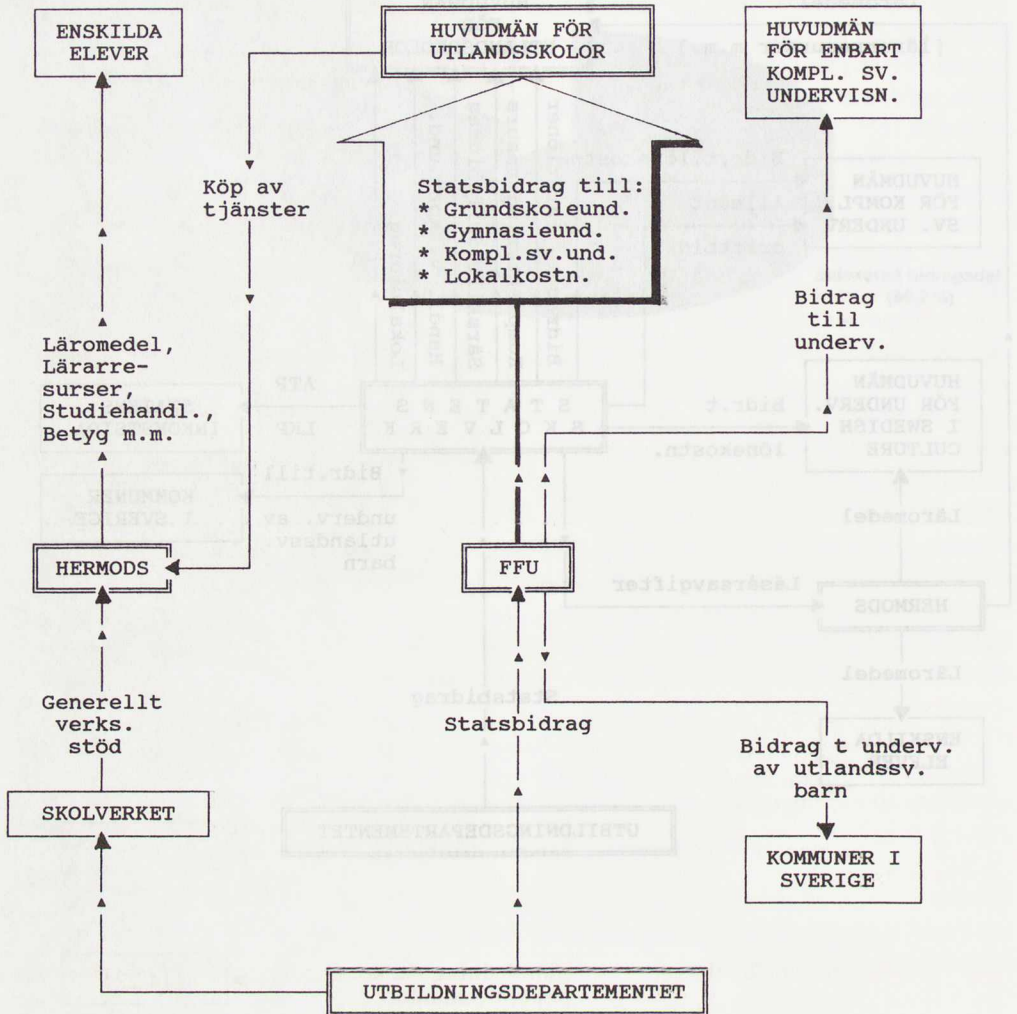 ENSKILDA
ELEVER
HUVUDMÄN FÖR
UTLANDSSKOLOR
HUVUDMÄN
FÖR ENBART
KOMPL. SV.
UNDERVISN.
Köp av
tjänster
Statsbidrag till:
* Grundskoleund.
* Gymnasieund.
* Kompl.sv.und.
* Lokalkostn.
Bidrag
till
underv.
Läromedel,
Lärarre-
surser,
Studiehandl.,
Betyg m.m.
HERMODS
FFU
Generellt
verks.
stöd
Statsbidrag
Bidrag t underv.
av utlandssv.
barn
SKOLVERKET
KOMMUNER I
SVERIGE
UTBILDNINGSDEPARTEMENTET